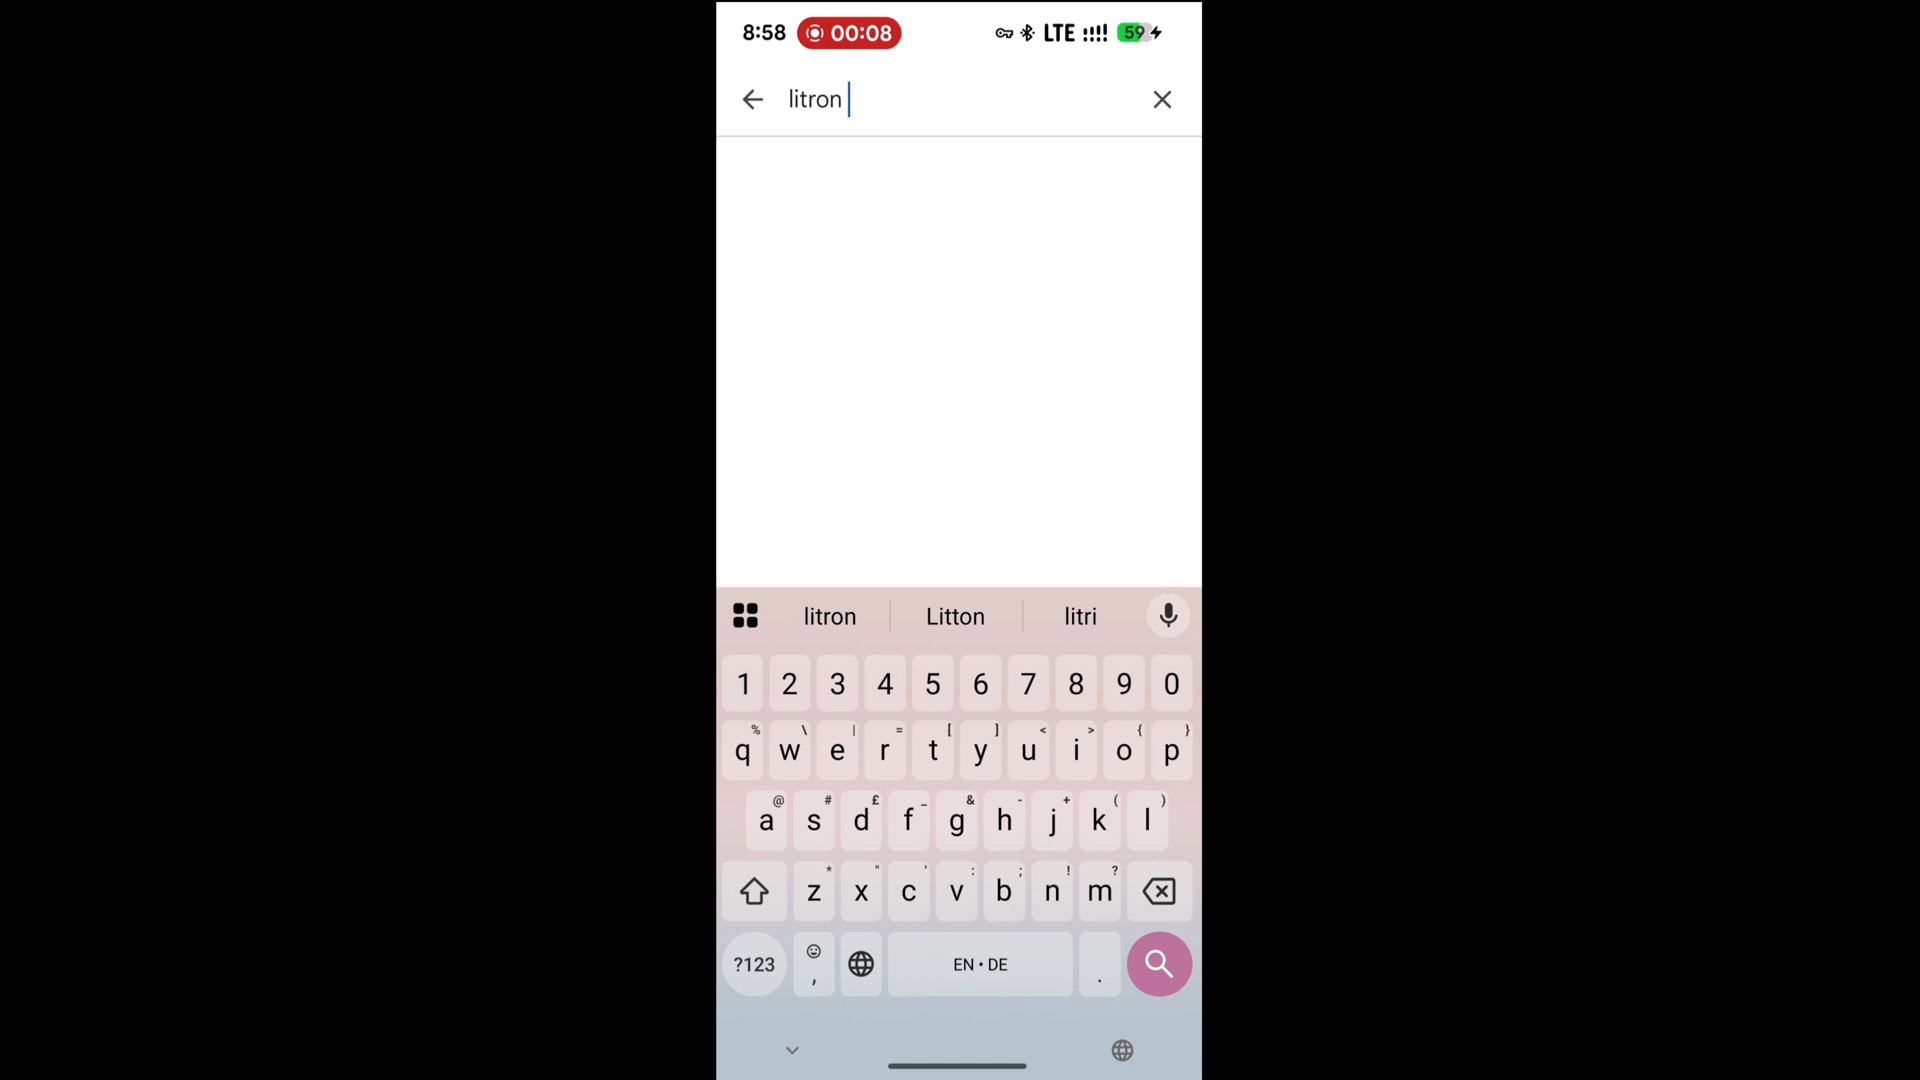 8:58 00:08 LTE 59
litron
litron Litton litri
1 2 3 4 5 6 7 8 9 0
% \ | = [ ] < > { }
q w e r t y u i o p
@ # £ _ & - + ( )
a s d f g h j k l
* " ' : ; ! ?
z x c v b n m
?123 , EN • DE .